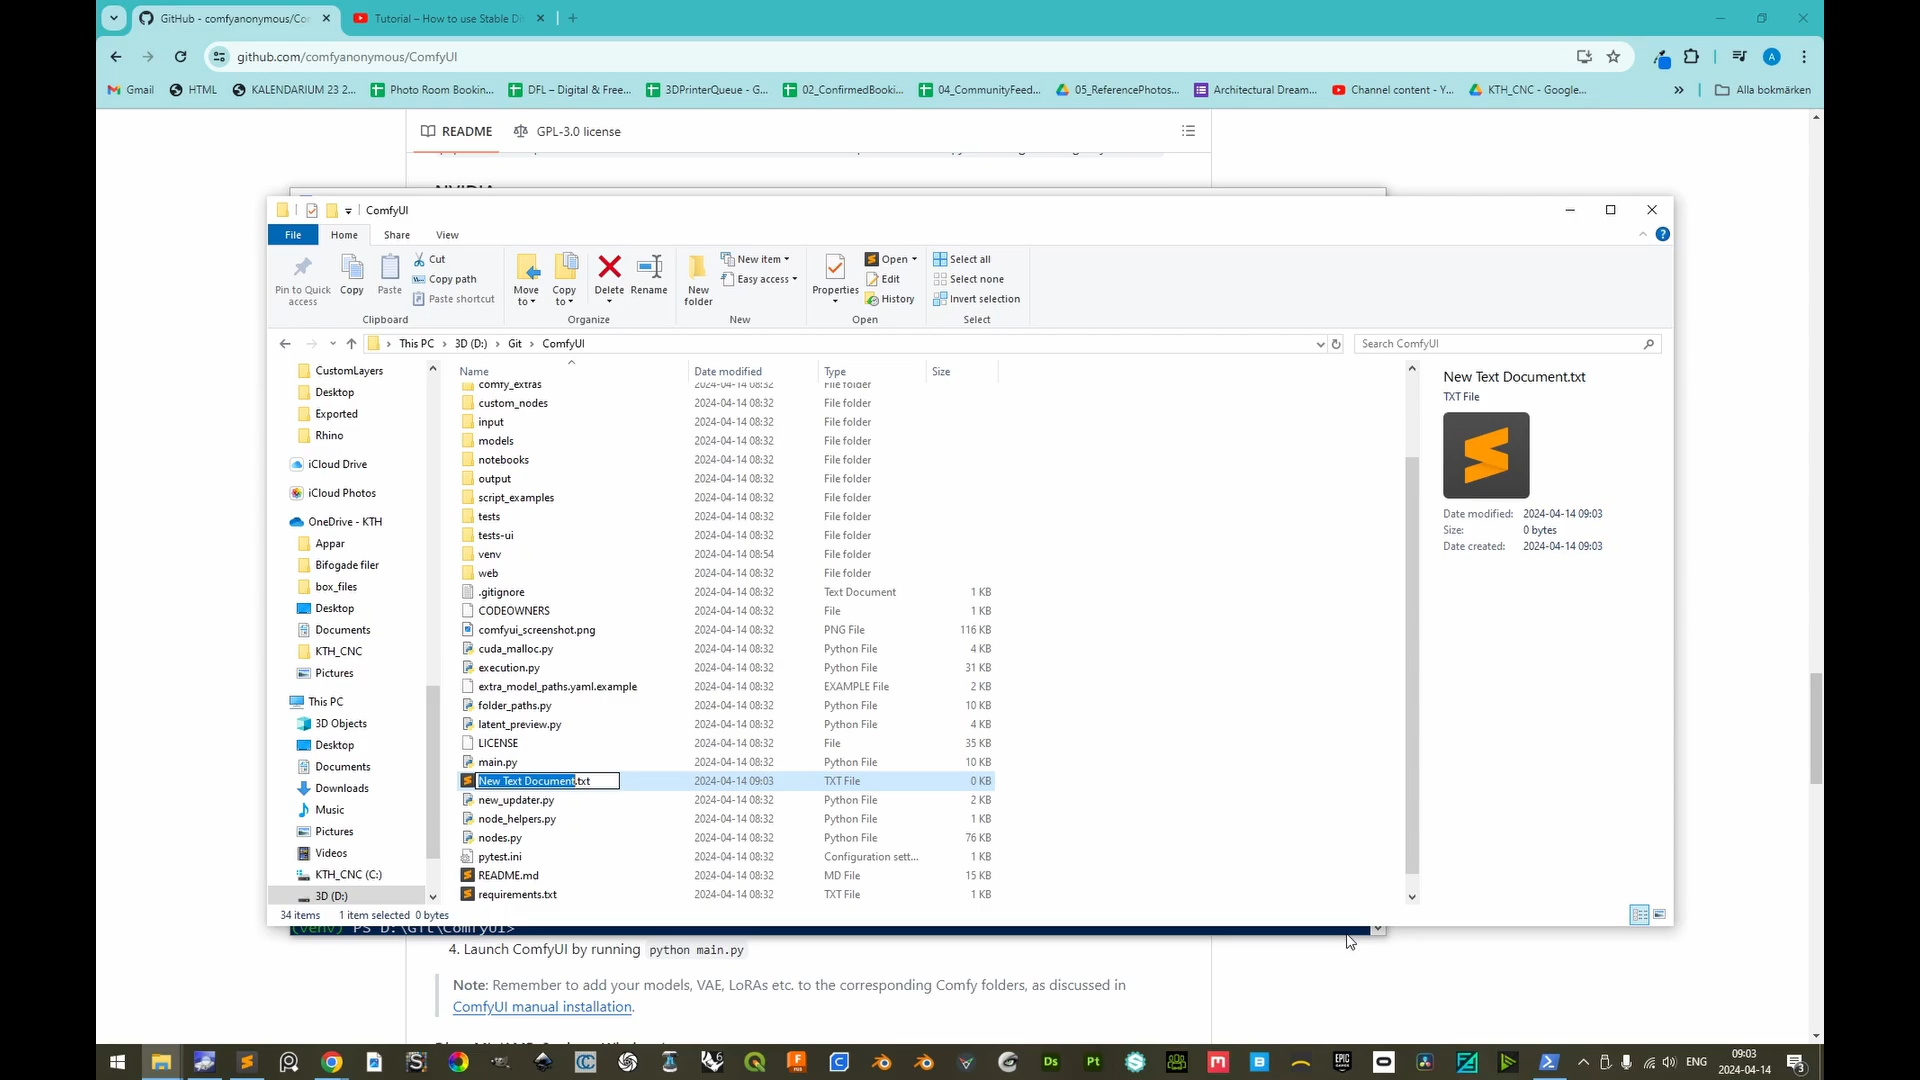 GitHub - comfyanonymous/Co
Tutorial – How to use Stable Di
github.com/comfyanonymous/ComfyUI
Gmail
HTML
KALENDARIUM 23 2...
Photo Room Bookin...
DFL – Digital & Free...
3DPrinterQueue - G...
02_ConfirmedBooki...
04_CommunityFeed...
05_ReferencePhotos...
Architectural Dream...
Channel content - Y...
KTH_CNC - Google...
Alla bokmärken
README
GPL-3.0 license
ComfyUI
File
Home
Share
View
Pin to Quick access
Copy
Paste
Cut
Copy path
Paste shortcut
Clipboard
Move to
Copy to
Delete
Rename
Organize
New folder
New item
Easy access
New
Properties
Open
Edit
History
Open
Select all
Select none
Invert selection
Select
This PC
3D (D:)
Git
ComfyUI
Search ComfyUI
CustomLayers
Desktop
Exported
Rhino
iCloud Drive
iCloud Photos
OneDrive - KTH
Appar
Bifogade filer
box_files
Desktop
Documents
KTH_CNC
Pictures
This PC
3D Objects
Desktop
Documents
Downloads
Music
Pictures
Videos
KTH_CNC (C:)
3D (D:)
Name Date modified Type Size
comfy_extras 2024-04-14 08:32 File folder
custom_nodes 2024-04-14 08:32 File folder
input 2024-04-14 08:32 File folder
models 2024-04-14 08:32 File folder
notebooks 2024-04-14 08:32 File folder
output 2024-04-14 08:32 File folder
script_examples 2024-04-14 08:32 File folder
tests 2024-04-14 08:32 File folder
tests-ui 2024-04-14 08:32 File folder
venv 2024-04-14 08:54 File folder
web 2024-04-14 08:32 File folder
.gitignore 2024-04-14 08:32 Text Document 1 KB
CODEOWNERS 2024-04-14 08:32 File 1 KB
comfyui_screenshot.png 2024-04-14 08:32 PNG File 116 KB
cuda_malloc.py 2024-04-14 08:32 Python File 4 KB
execution.py 2024-04-14 08:32 Python File 31 KB
extra_model_paths.yaml.example 2024-04-14 08:32 EXAMPLE File 2 KB
folder_paths.py 2024-04-14 08:32 Python File 10 KB
latent_preview.py 2024-04-14 08:32 Python File 4 KB
LICENSE 2024-04-14 08:32 File 35 KB
main.py 2024-04-14 08:32 Python File 10 KB
New Text Document.txt 2024-04-14 09:03 TXT File 0 KB
new_updater.py 2024-04-14 08:32 Python File 2 KB
node_helpers.py 2024-04-14 08:32 Python File 1 KB
nodes.py 2024-04-14 08:32 Python File 76 KB
pytest.ini 2024-04-14 08:32 Configuration sett... 1 KB
README.md 2024-04-14 08:32 MD File 15 KB
requirements.txt 2024-04-14 08:32 TXT File 1 KB
New Text Document.txt
TXT File
Date modified: 2024-04-14 09:03
Size: 0 bytes
Date created: 2024-04-14 09:03
34 items 1 item selected 0 bytes
(venv) PS D:\Git\ComfyUI>
4. Launch ComfyUI by running python main.py
Note: Remember to add your models, VAE, LoRAs etc. to the corresponding Comfy folders, as discussed in
ComfyUI manual installation.
Ds
Pt
ENG
09:03
2024-04-14
3